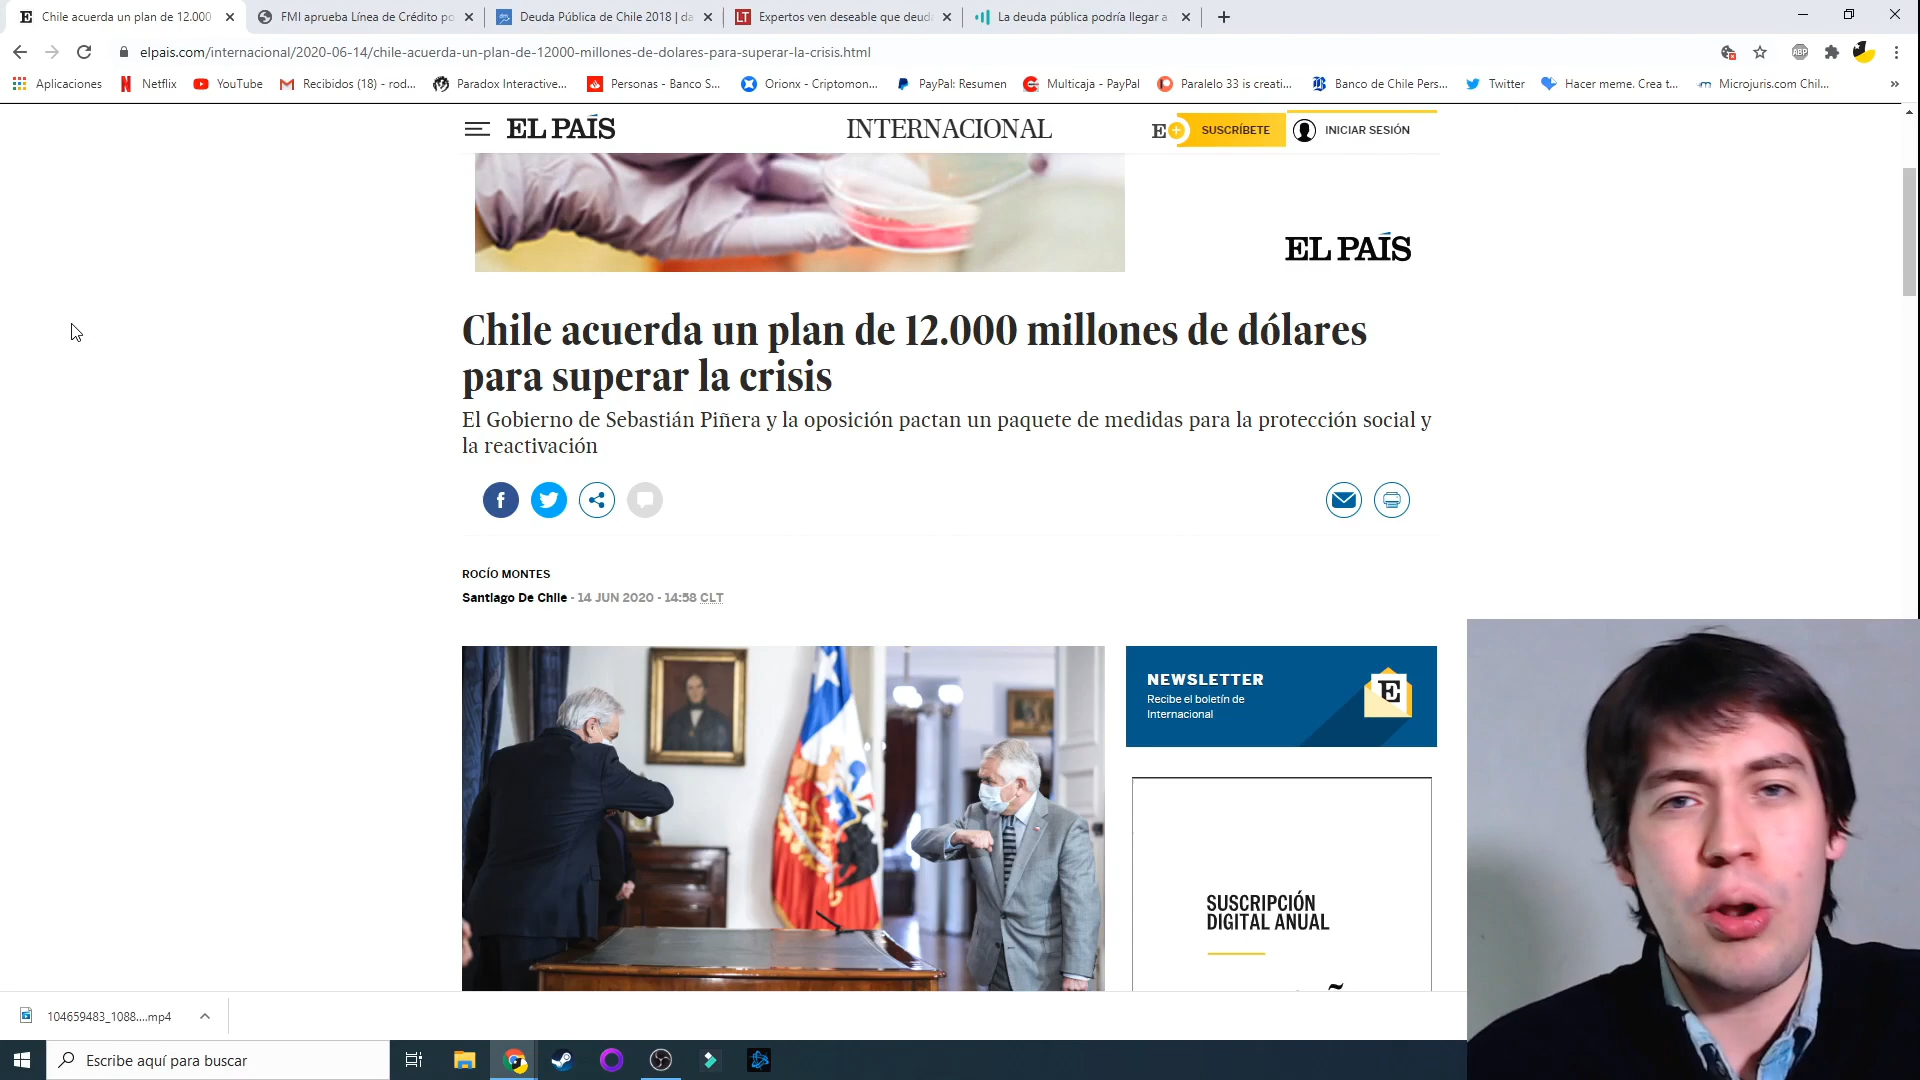 Chile acuerda un plan de 12.000
FMI aprueba Línea de Crédito po
Deuda Pública de Chile 2018 | da
Expertos ven deseable que deuda
La deuda pública podría llegar a
elpais.com/internacional/2020-06-14/chile-acuerda-un-plan-de-12000-millones-de-dolares-para-superar-la-crisis.html
ABP
Aplicaciones
Netflix
YouTube
Recibidos (18) - rod...
Paradox Interactive...
Personas - Banco S...
Orionx - Criptomon...
PayPal: Resumen
Multicaja - PayPal
Paralelo 33 is creati...
Banco de Chile Pers...
Twitter
Hacer meme. Crea t...
Microjuris.com Chil...
»
EL PAÍS
INTERNACIONAL
E+
SUSCRÍBETE
INICIAR SESIÓN
EL PAÍS
Chile acuerda un plan de 12.000 millones de dólares
para superar la crisis
El Gobierno de Sebastián Piñera y la oposición pactan un paquete de medidas para la protección social y
la reactivación
ROCÍO MONTES
Santiago De Chile - 14 JUN 2020 - 14:58 CLT
NEWSLETTER
Recibe el boletín de
Internacional
E
SUSCRIPCIÓN
DIGITAL ANUAL
104659483_1088....mp4
Escribe aquí para buscar